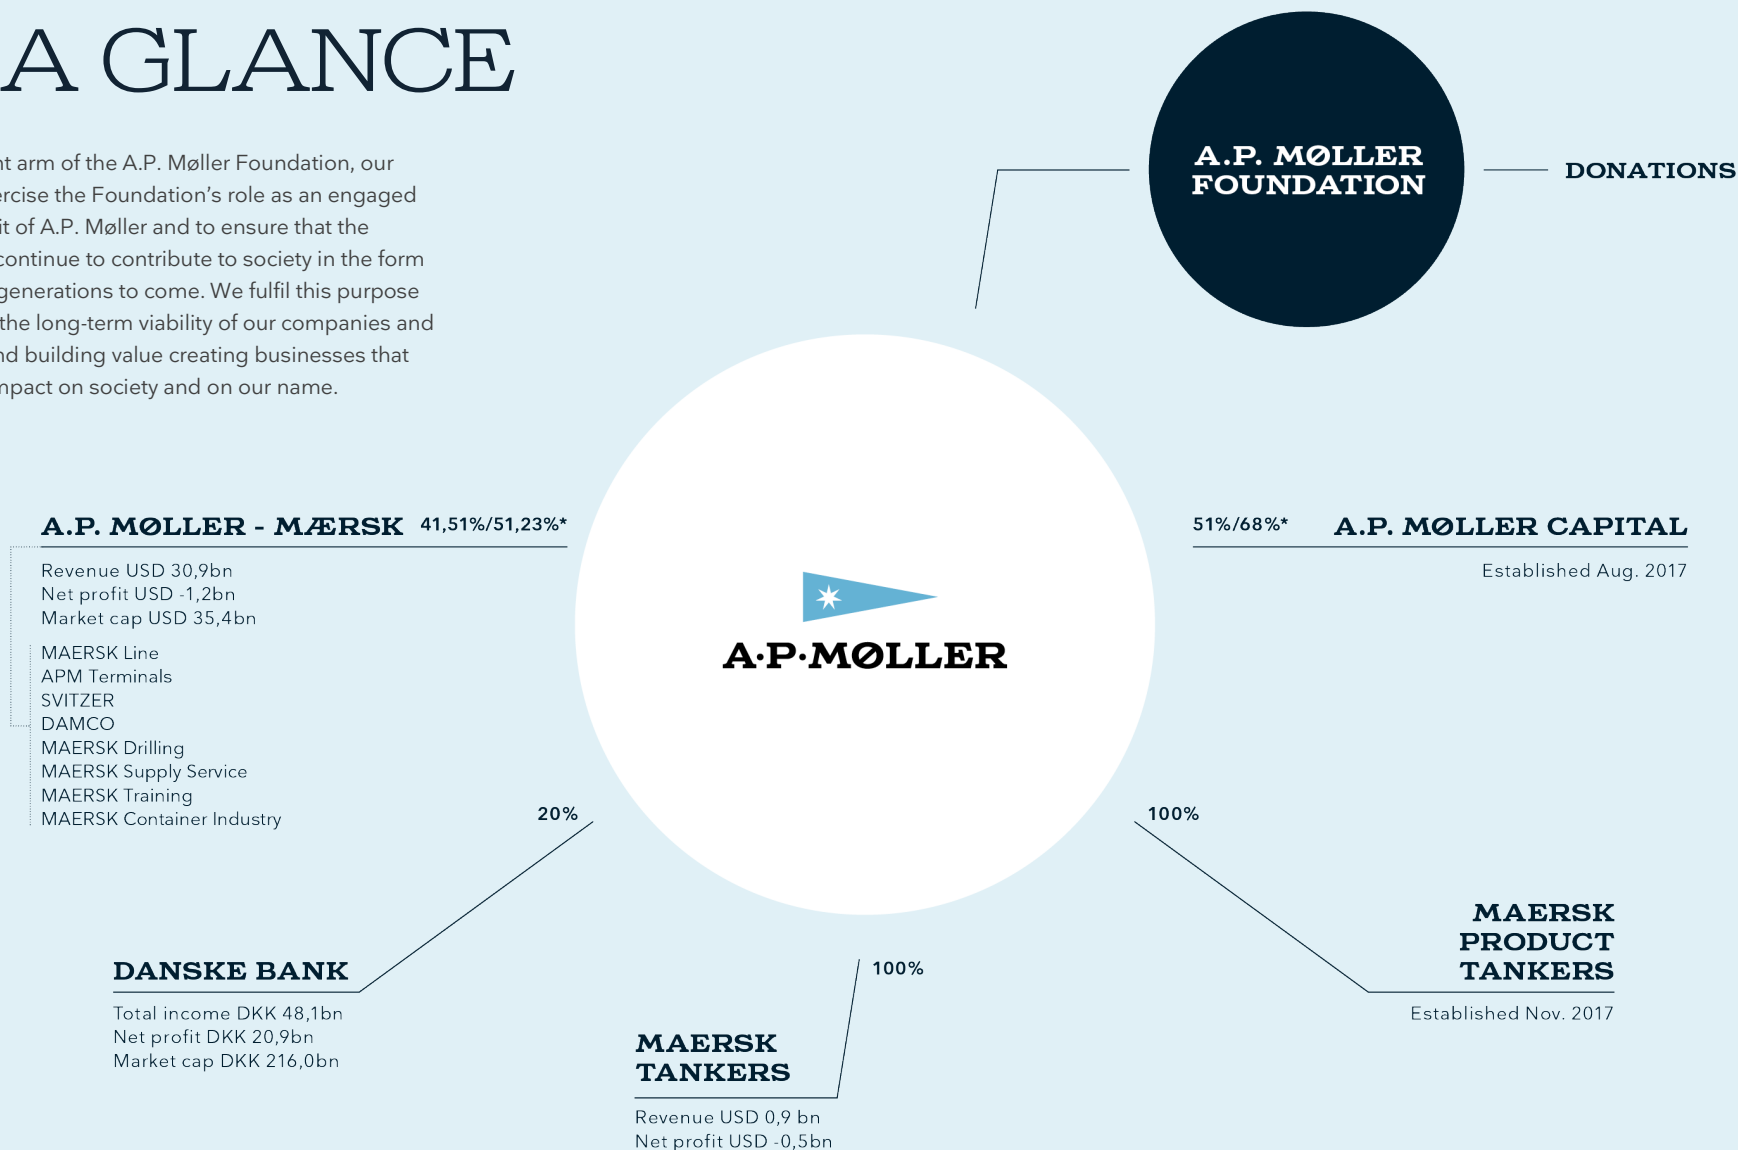 A GLANCE
arm of the A.P. Møller Foundation, our
the Foundation's role as an engaged
of A.P. Møller and to ensure that the
continue to contribute to society in the form
generations to come. We fulfil this purpose
the long-term viability of our companies and
building value creating businesses that
on society and on our name.
A.P. MØLLER
FOUNDATION
DONATIONS
A.P. MØLLER - MÆRSK 41,51%/51,23%*
Revenue USD 30,9bn
Net profit USD -1,2bn
Market cap USD 35,4bn
MAERSK Line
APM Terminals
SVITZER
DAMCO
MAERSK Drilling
MAERSK Supply Service
MAERSK Training
MAERSK Container Industry
A·P·MØLLER
51%/68%* A.P. MØLLER CAPITAL
Established Aug. 2017
20%
DANSKE BANK
Total income DKK 48,1bn
Net profit DKK 20,9bn
Market cap DKK 216,0bn
100%
MAERSK
TANKERS
Revenue USD 0,9 bn
Net profit USD -0,5bn
100%
MAERSK
PRODUCT
TANKERS
Established Nov. 2017